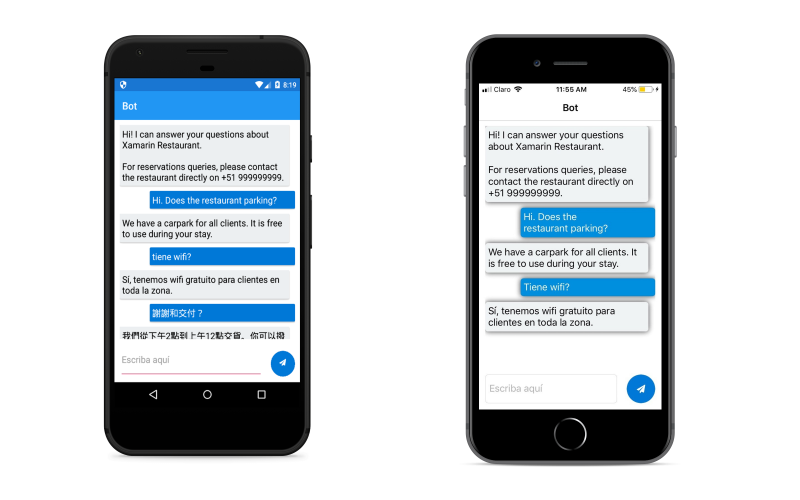 8:19
Bot
Hi! I can answer your questions about
Xamarin Restaurant.
For reservations queries, please contact
the restaurant directly on +51 999999999.
Hi. Does the restaurant parking?
We have a carpark for all clients. It is free
to use during your stay.
tiene wifi?
Sí, tenemos wifi gratuito para clientes en
toda la zona.
謝謝和交付？
我們從下午2點到上午12點交貨。你可以撥
Escriba aquí
Claro
11:55 AM
45%
Bot
Hi! I can answer your questions
about Xamarin Restaurant.
For reservations queries, please
contact the restaurant directly on
+51 999999999.
Hi. Does the
restaurant parking?
We have a carpark for all clients. It
is free to use during your stay.
Tiene wifi?
Sí, tenemos wifi gratuito para
clientes en toda la zona.
Escriba aquí